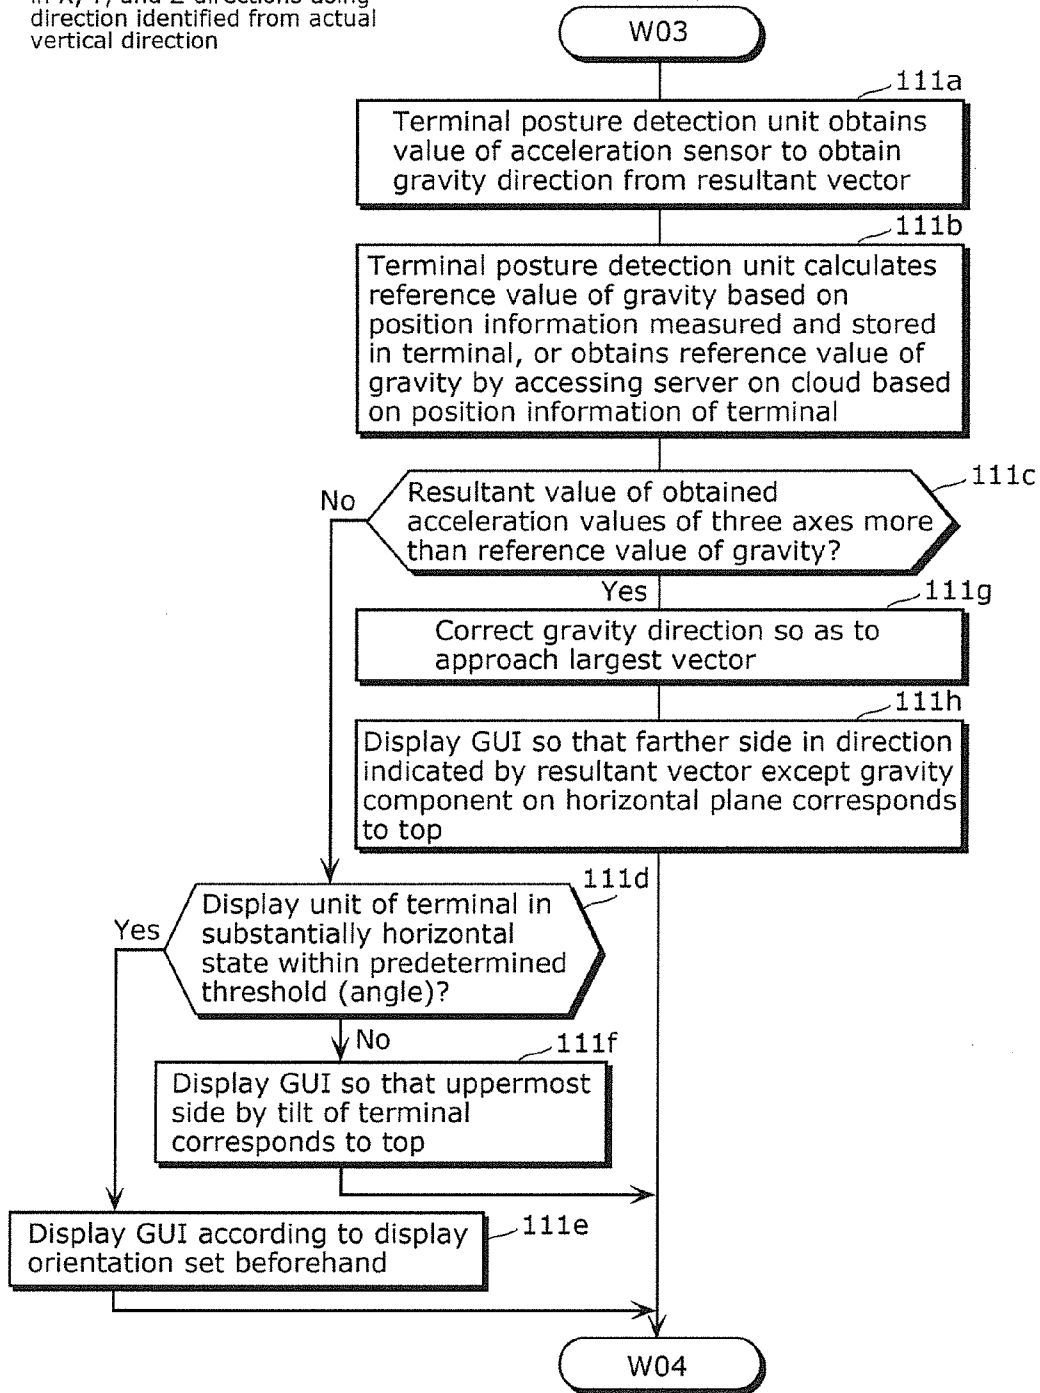 in X, Y, and Z directions using
direction identified from actual
vertical direction
W03
111a
Terminal posture detection unit obtains
value of acceleration sensor to obtain
gravity direction from resultant vector
111b
Terminal posture detection unit calculates
reference value of gravity based on
position information measured and stored
in terminal, or obtains reference value of
gravity by accessing server on cloud based
on position information of terminal
111c
No
Resultant value of obtained
acceleration values of three axes more
than reference value of gravity?
Yes
111g
Correct gravity direction so as to
approach largest vector
111h
Display GUI so that farther side in direction
indicated by resultant vector except gravity
component on horizontal plane corresponds
to top
111d
Yes
Display unit of terminal in
substantially horizontal
state within predetermined
threshold (angle)?
No
111f
Display GUI so that uppermost
side by tilt of terminal
corresponds to top
111e
Display GUI according to display
orientation set beforehand
W04